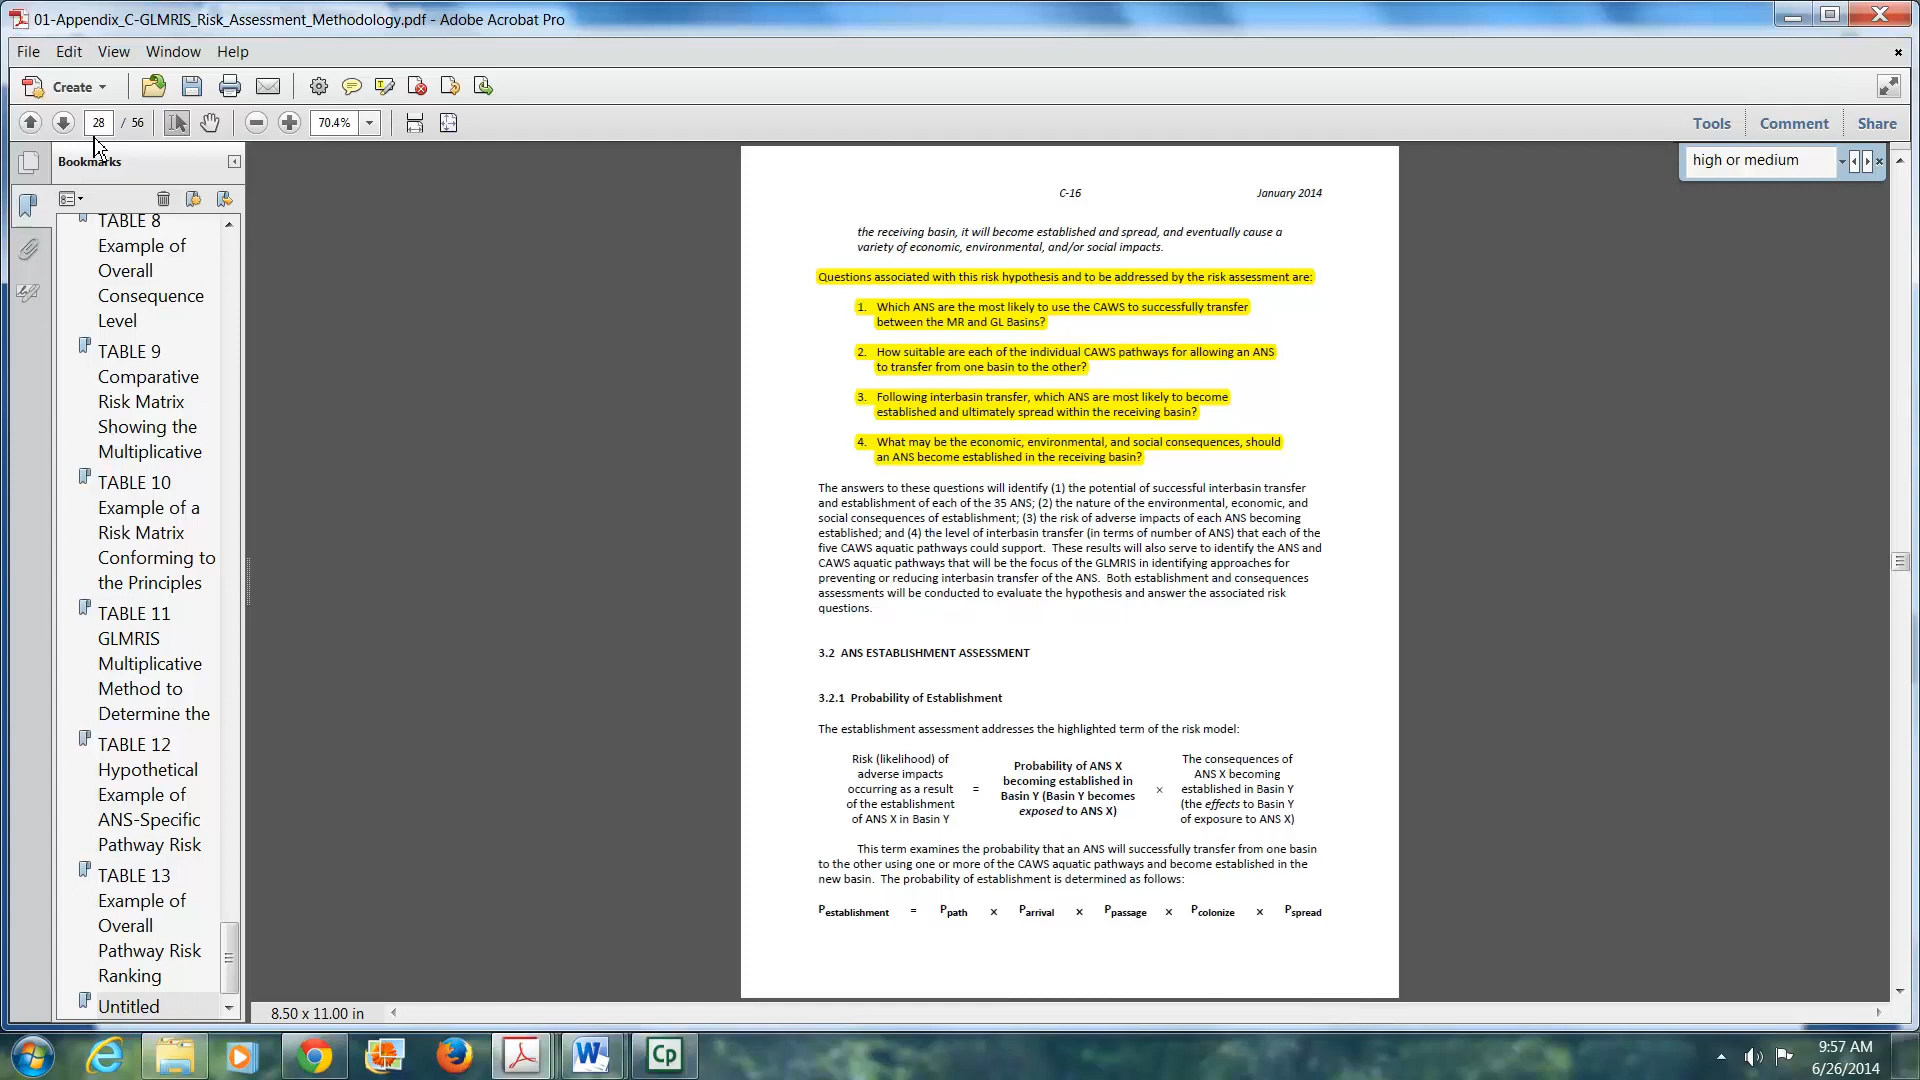 01-Appendix_C-GLMRIS_Risk_Assessment_Methodology.pdf - Adobe Acrobat Pro
File Edit View Window Help
Create
28 / 56 70.4% Tools Comment Share
Bookmarks
high or medium
TABLE 8
Example of
Overall
Consequence
Level
TABLE 9
Comparative
Risk Matrix
Showing the
Multiplicative
TABLE 10
Example of a
Risk Matrix
Conforming to
the Principles
TABLE 11
GLMRIS
Multiplicative
Method to
Determine the
TABLE 12
Hypothetical
Example of
ANS-Specific
Pathway Risk
TABLE 13
Example of
Overall
Pathway Risk
Ranking
Untitled
C-16 January 2014
the receiving basin, it will become established and spread, and eventually cause a
variety of economic, environmental, and/or social impacts.
Questions associated with this risk hypothesis and to be addressed by the risk assessment are:
1. Which ANS are the most likely to use the CAWS to successfully transfer
between the MR and GL Basins?
2. How suitable are each of the individual CAWS pathways for allowing an ANS
to transfer from one basin to the other?
3. Following interbasin transfer, which ANS are most likely to become
established and ultimately spread within the receiving basin?
4. What may be the economic, environmental, and social consequences, should
an ANS become established in the receiving basin?
The answers to these questions will identify (1) the potential of successful interbasin transfer
and establishment of each of the 35 ANS; (2) the nature of the environmental, economic, and
social consequences of establishment; (3) the risk of adverse impacts of each ANS becoming
established; and (4) the level of interbasin transfer (in terms of number of ANS) that each of the
five CAWS aquatic pathways could support. These results will also serve to identify the ANS and
CAWS aquatic pathways that will be the focus of the GLMRIS in identifying approaches for
preventing or reducing interbasin transfer of the ANS. Both establishment and consequences
assessments will be conducted to evaluate the hypothesis and answer the associated risk
questions.
3.2 ANS ESTABLISHMENT ASSESSMENT
3.2.1 Probability of Establishment
The establishment assessment addresses the highlighted term of the risk model:
Risk (likelihood) of
adverse impacts
occurring as a result
of the establishment
of ANS X in Basin Y
=
Probability of ANS X
becoming established in
Basin Y (Basin Y becomes
exposed to ANS X)
×
The consequences of
ANS X becoming
established in Basin Y
(the effects to Basin Y
of exposure to ANS X)
This term examines the probability that an ANS will successfully transfer from one basin
to the other using one or more of the CAWS aquatic pathways and become established in the
new basin. The probability of establishment is determined as follows:
Pestablishment = Ppath × Parrival × Ppassage × Pcolonize × Pspread
8.50 x 11.00 in
W Cp
9:57 AM
6/26/2014